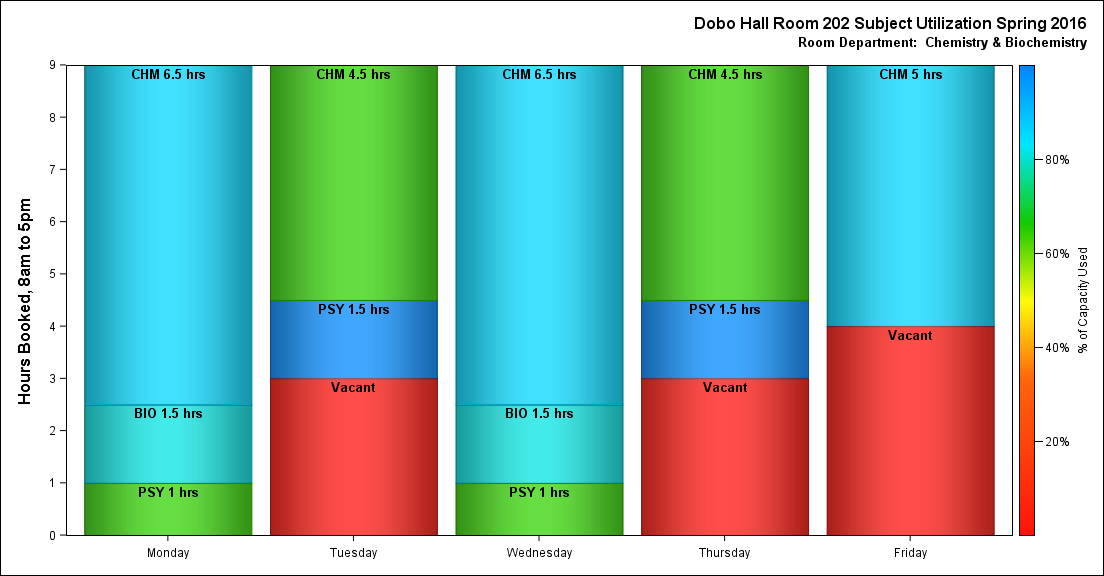 Dobo Hall Room 202 Subject Utilization Spring 2016
Room Department:  Chemistry & Biochemistry
Hours Booked, 8am to 5pm
9
8
7
6
5
4
3
2
1
0
CHM 6.5 hrs
BIO 1.5 hrs
PSY 1 hrs
CHM 4.5 hrs
PSY 1.5 hrs
Vacant
CHM 6.5 hrs
BIO 1.5 hrs
PSY 1 hrs
CHM 4.5 hrs
PSY 1.5 hrs
Vacant
CHM 5 hrs
Vacant
Monday
Tuesday
Wednesday
Thursday
Friday
80%
60%
40%
20%
% of Capacity Used